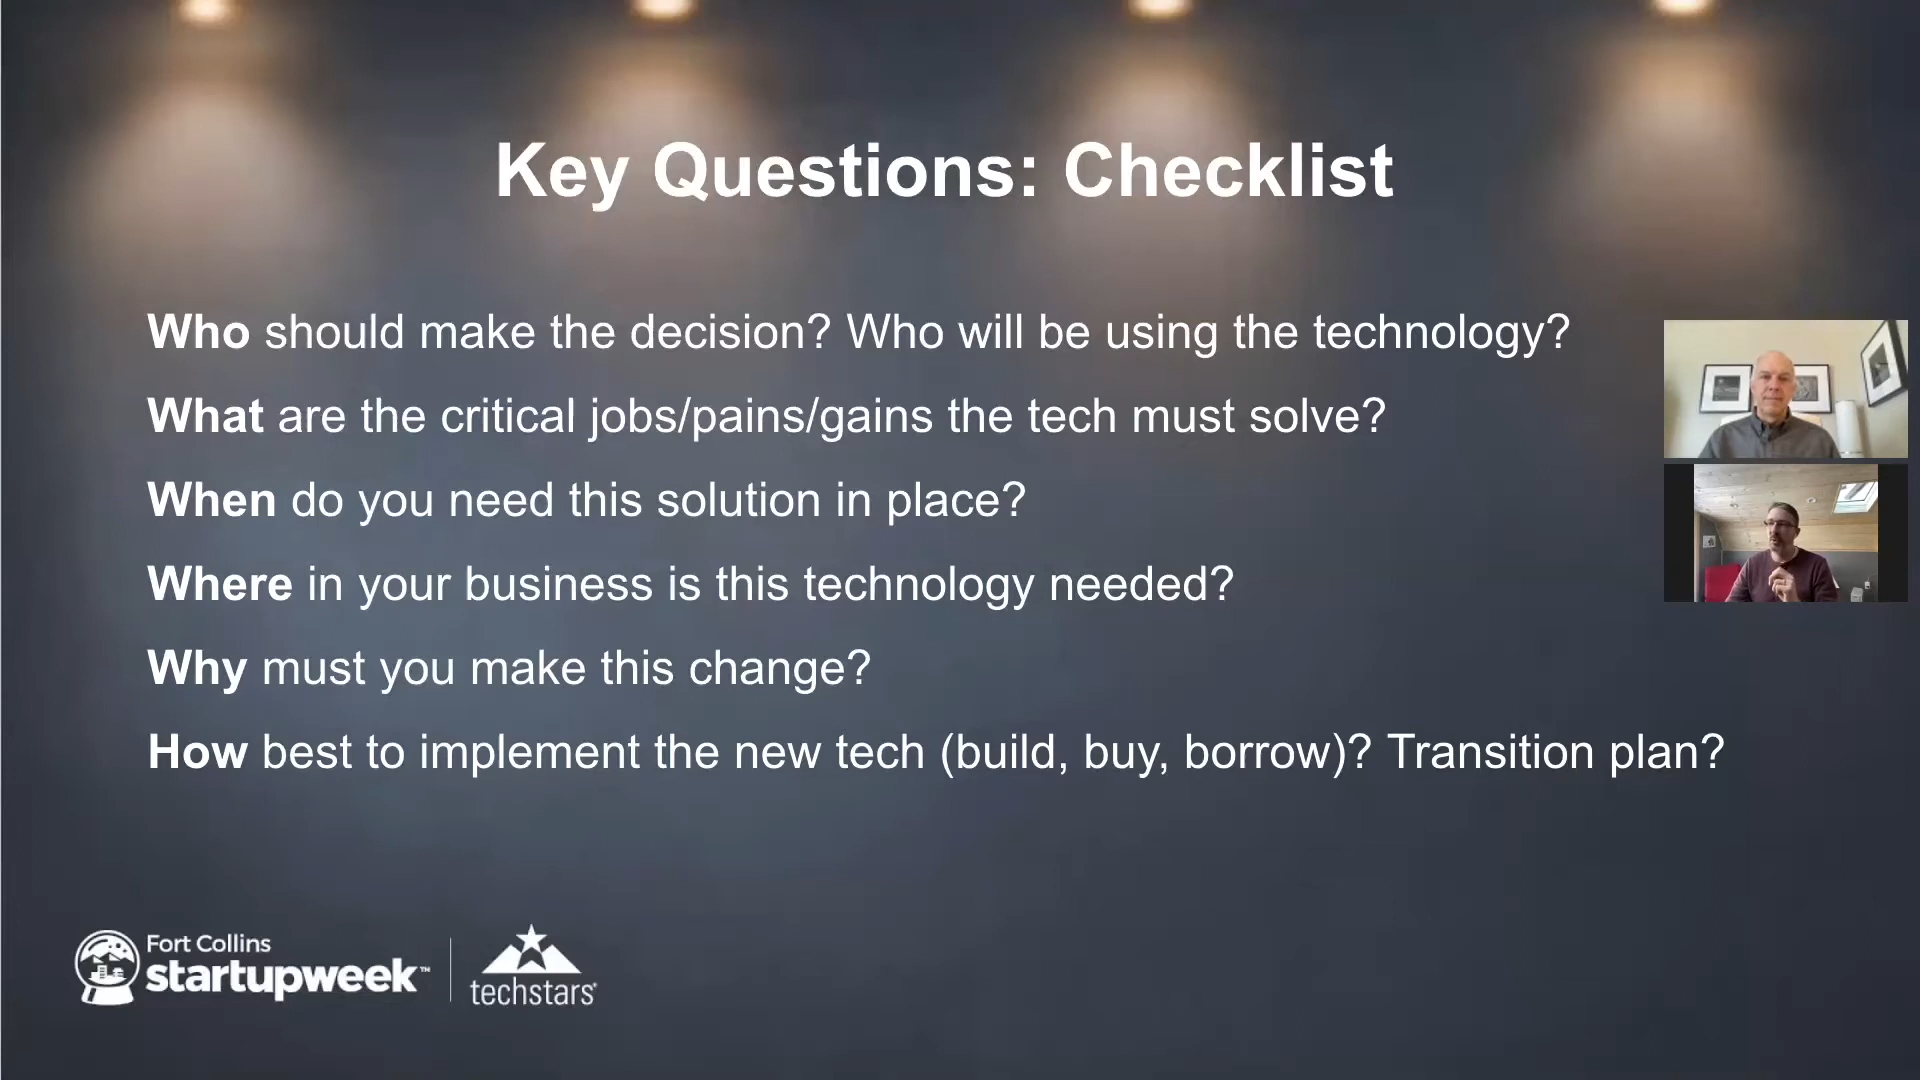 Key Questions: Checklist
Who should make the decision? Who will be using the technology?
What are the critical jobs/pains/gains the tech must solve?
When do you need this solution in place?
Where in your business is this technology needed?
Why must you make this change?
How best to implement the new tech (build, buy, borrow)? Transition plan?
Fort Collins
startupweek™
techstars